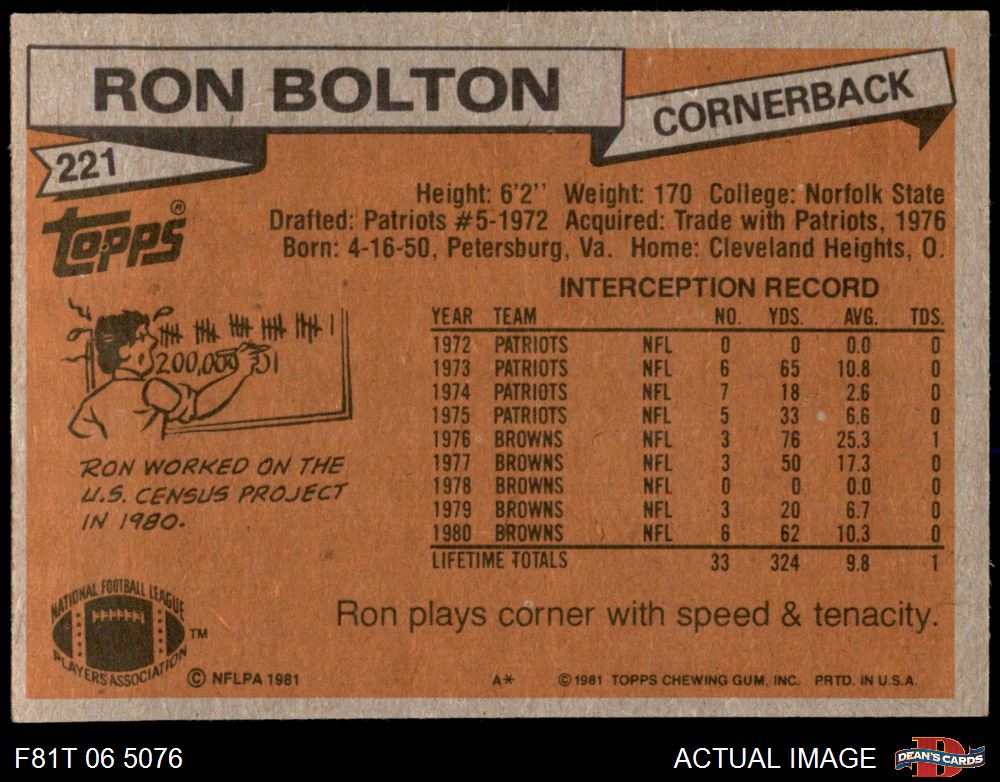 RON BOLTON
CORNERBACK
221
TOPPS®
Height: 6'2'' Weight: 170 College: Norfolk State
Drafted: Patriots #5-1972 Acquired: Trade with Patriots, 1976
Born: 4-16-50, Petersburg, Va. Home: Cleveland Heights, O.
INTERCEPTION RECORD
YEAR TEAM NO. YDS. AVG. TDS.
1972 PATRIOTS NFL 0 0 0.0 0
1973 PATRIOTS NFL 6 65 10.8 0
1974 PATRIOTS NFL 7 18 2.6 0
1975 PATRIOTS NFL 5 33 6.6 0
1976 BROWNS NFL 3 76 25.3 1
1977 BROWNS NFL 3 50 17.3 0
1978 BROWNS NFL 0 0 0.0 0
1979 BROWNS NFL 3 20 6.7 0
1980 BROWNS NFL 6 62 10.3 0
LIFETIME TOTALS 33 324 9.8 1
200,000,031
RON WORKED ON THE
U.S. CENSUS PROJECT
IN 1980.
Ron plays corner with speed & tenacity.
NATIONAL FOOTBALL LEAGUE
PLAYERS ASSOCIATION
TM
© NFLPA 1981
A* © 1981 TOPPS CHEWING GUM, INC. PRTD. IN U.S.A.
F81T 06 5076
ACTUAL IMAGE
DEAN'S CARDS